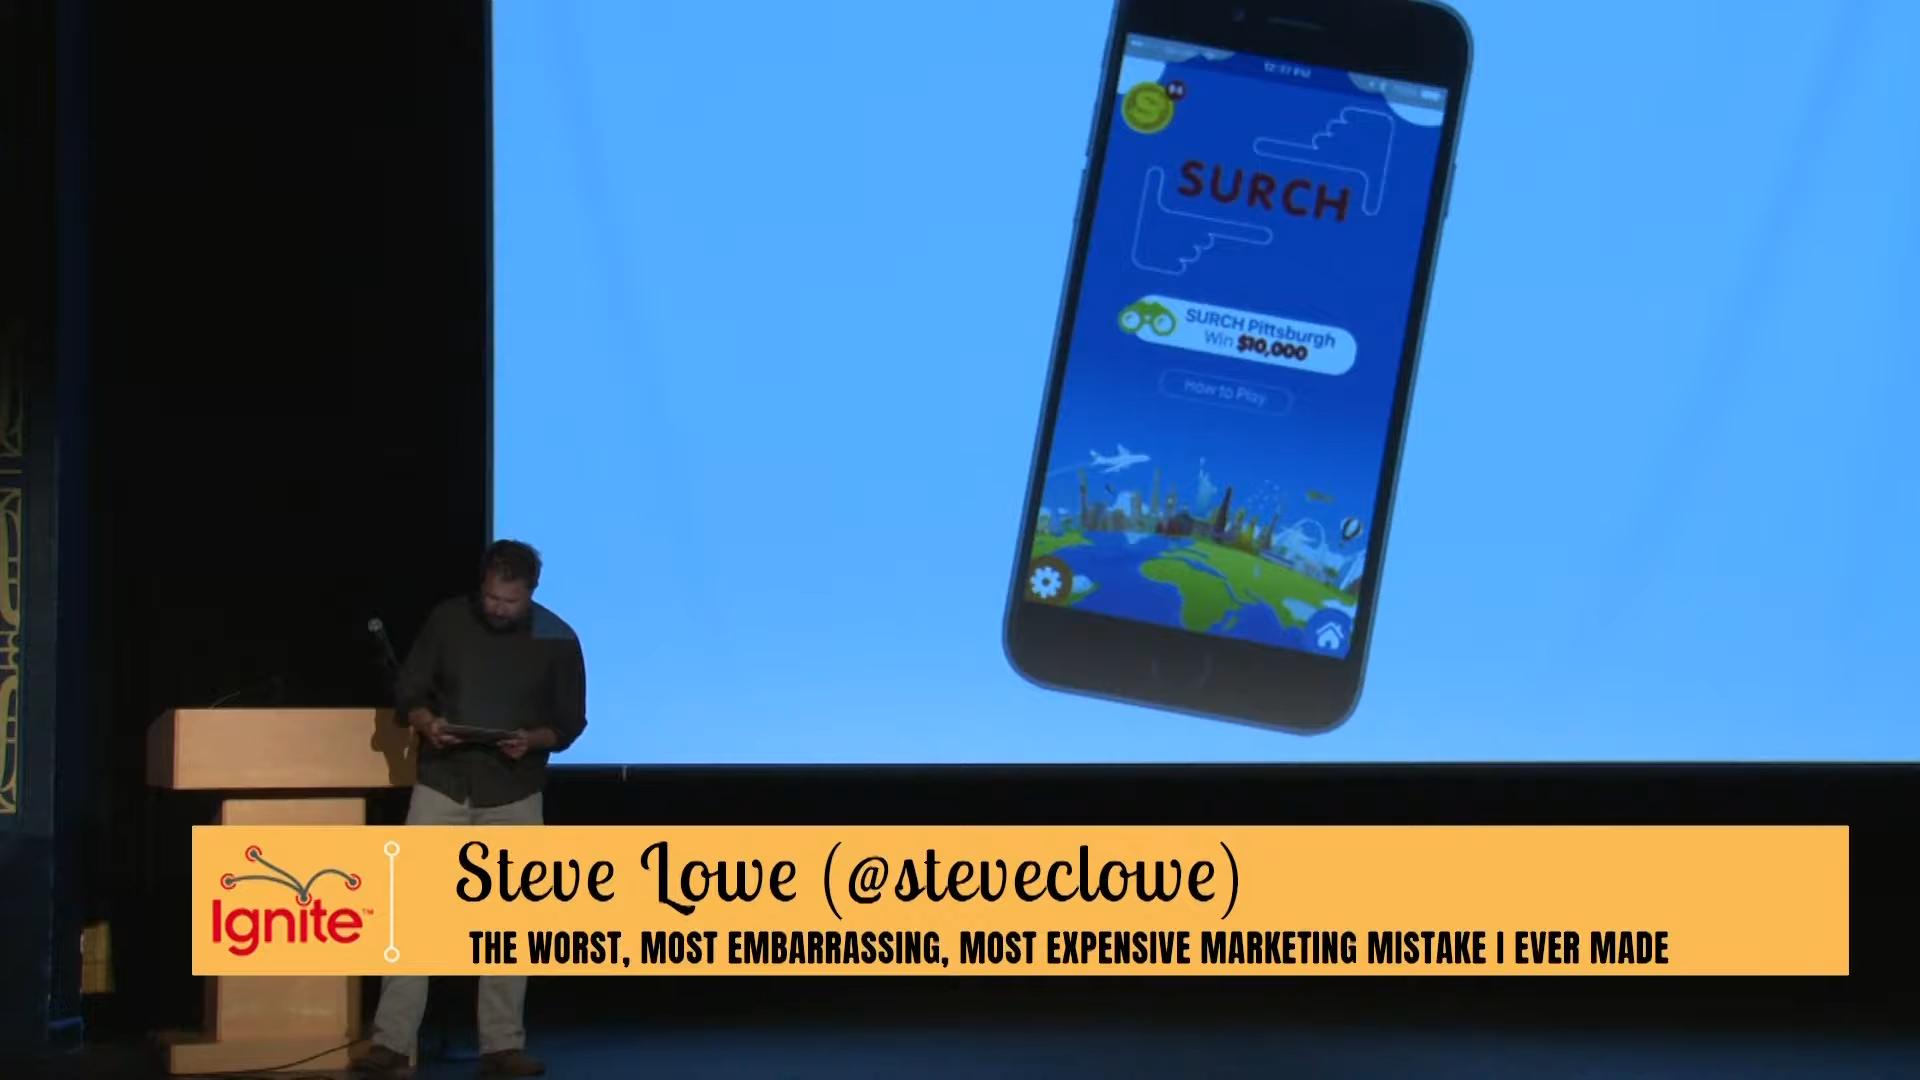 SURCH
SURCH Pittsburgh
Win $10,000
How to Play
Steve Lowe (@steveclowe)
Ignite™
THE WORST, MOST EMBARRASSING, MOST EXPENSIVE MARKETING MISTAKE I EVER MADE